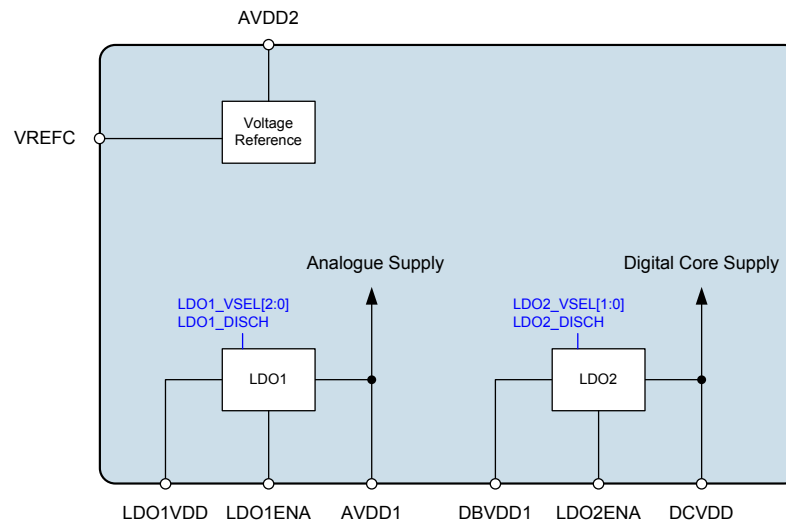 AVDD2
Voltage
Reference
VREFC
Analogue Supply
Digital Core Supply
LDO1_VSEL[2:0]
LDO1_DISCH
LDO2_VSEL[1:0]
LDO2_DISCH
LDO1
LDO2
LDO1VDD
LDO1ENA
AVDD1
DBVDD1
LDO2ENA
DCVDD